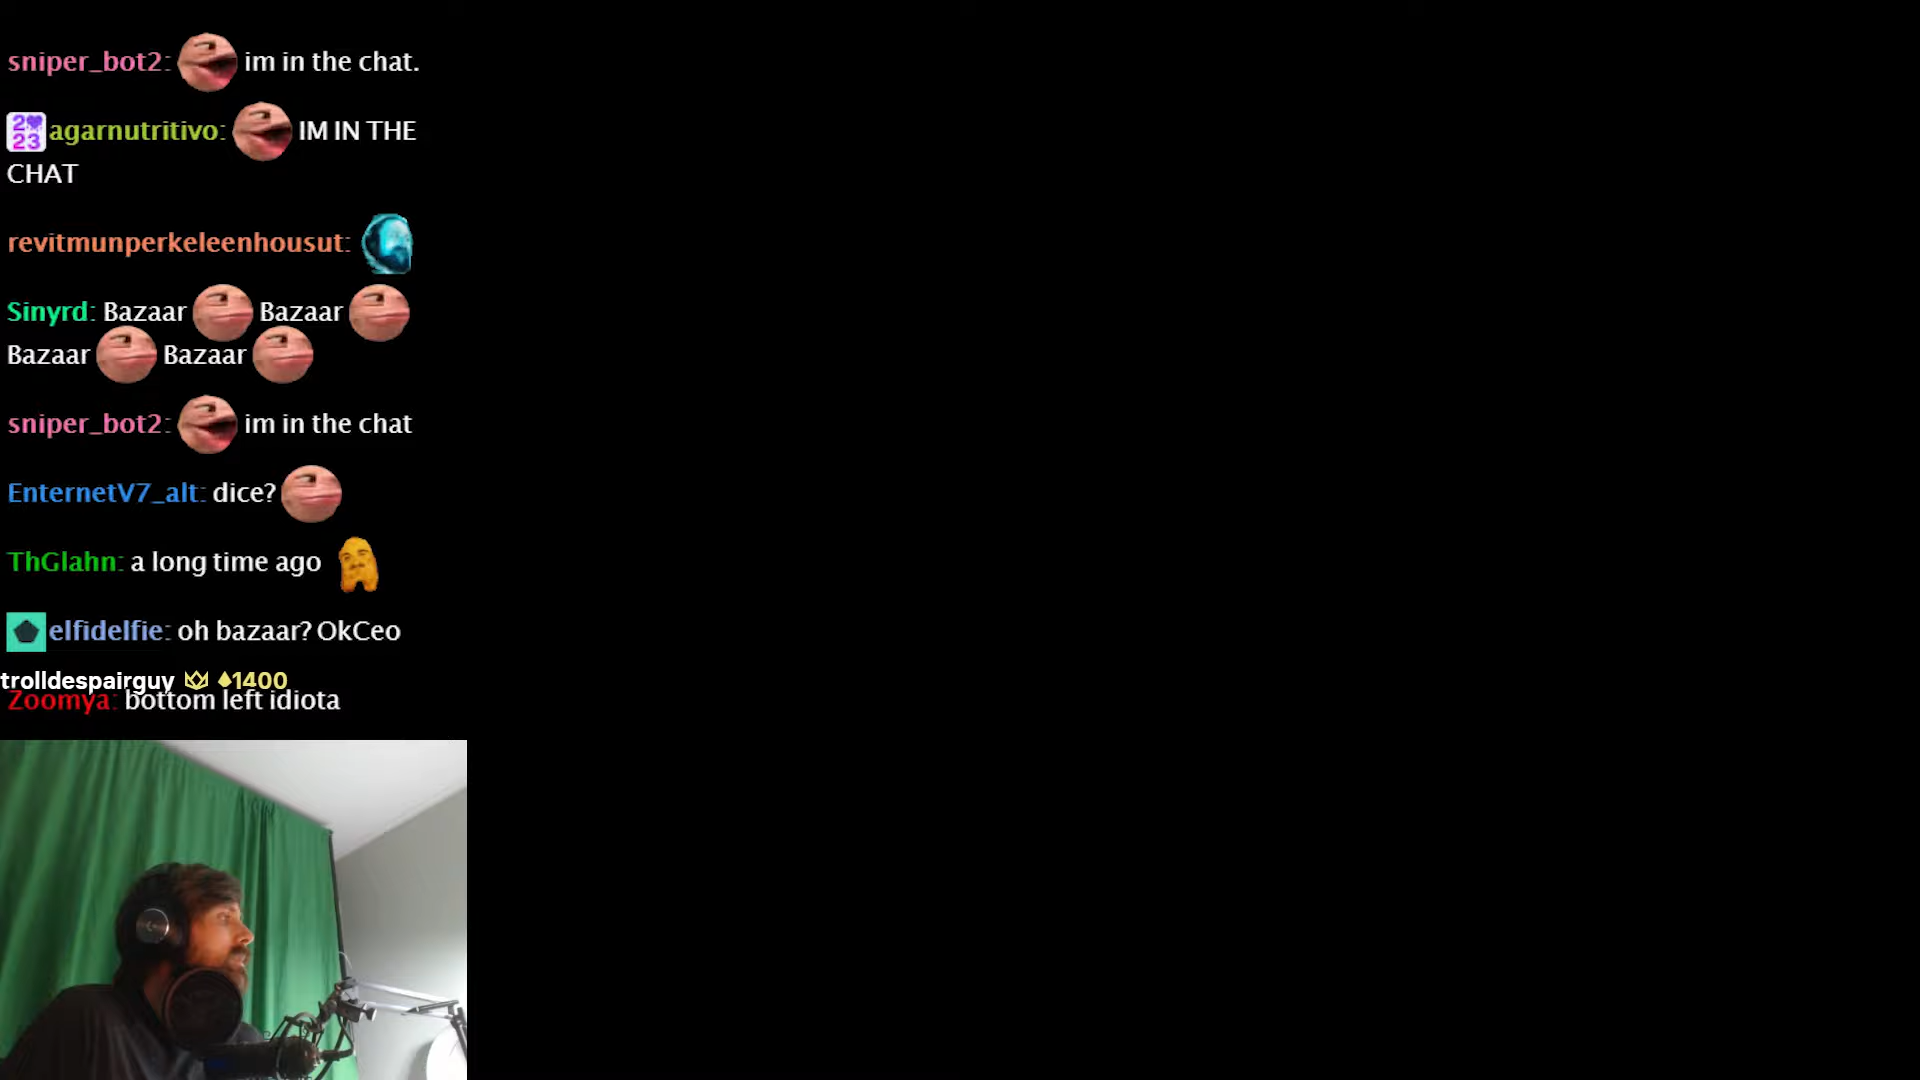 sniper_bot2: im in the chat.
2023 agarnutritivo: IM IN THE
CHAT
revitmunperkeleenhousut:
Sinyrd: Bazaar Bazaar
Bazaar Bazaar
sniper_bot2: im in the chat
EnternetV7_alt: dice?
ThGlahn: a long time ago
elfidelfie: oh bazaar? OkCeo
trolldespairguy 1400
Zoomya: bottom left idiota